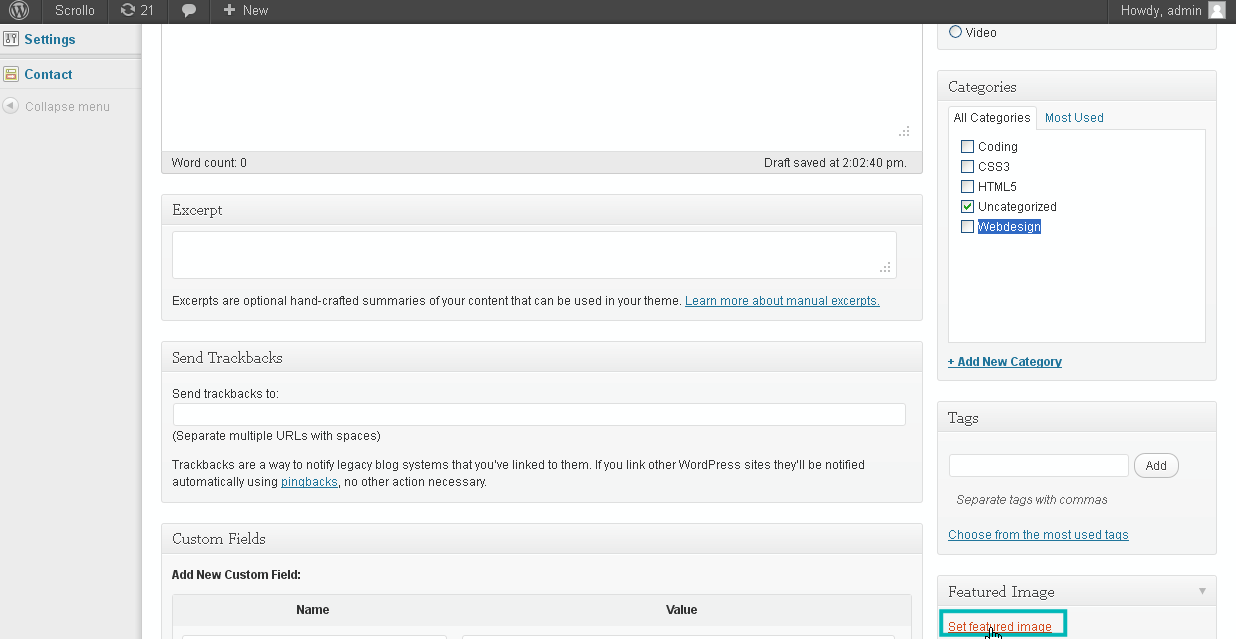 Scrollo 21 + New Howdy, admin
Settings
Contact
Collapse menu
Word count: 0 Draft saved at 2:02:40 pm.
Excerpt
Excerpts are optional hand-crafted summaries of your content that can be used in your theme. Learn more about manual excerpts.
Send Trackbacks
Send trackbacks to:
(Separate multiple URLs with spaces)
Trackbacks are a way to notify legacy blog systems that you've linked to them. If you link other WordPress sites they'll be notified
automatically using pingbacks, no other action necessary.
Custom Fields
Add New Custom Field:
Name Value
Video
Categories
All Categories Most Used
Coding
CSS3
HTML5
Uncategorized
Webdesign
+ Add New Category
Tags
Add
Separate tags with commas
Choose from the most used tags
Featured Image
Set featured image